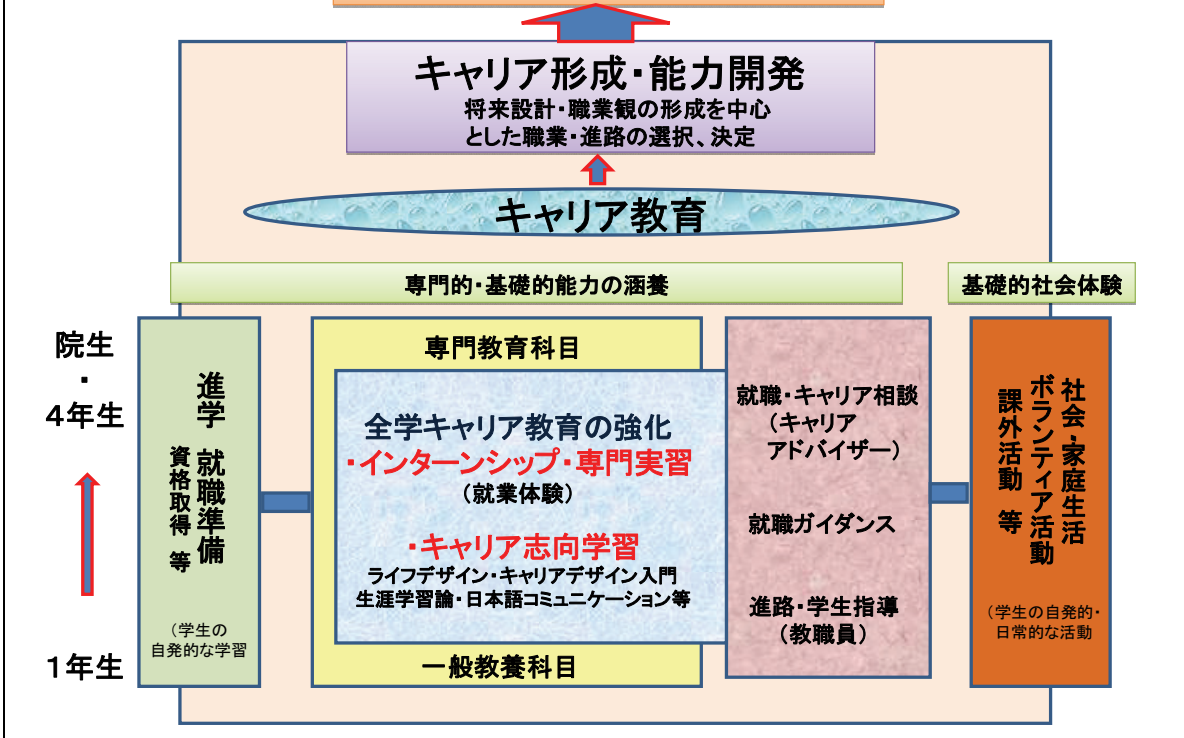 キャリア形成・能力開発
将来設計・職業観の形成を中心
とした職業・進路の選択、決定
キャリア教育
専門的・基礎的能力の涵養
基礎的社会体験
院生
・
4年生
1年生
進学 就職準備
資格取得 等
(学生の
自発的な学習
専門教育科目
全学キャリア教育の強化
・インターンシップ・専門実習
(就業体験)
・キャリア志向学習
ライフデザイン・キャリアデザイン入門
生涯学習論・日本語コミュニケーション等
一般教養科目
就職・キャリア相談
(キャリア
アドバイザー)
就職ガイダンス
進路・学生指導
(教職員)
社会・家庭生活
ボランティア活動
課外活動 等
(学生の自発的・
日常的な活動